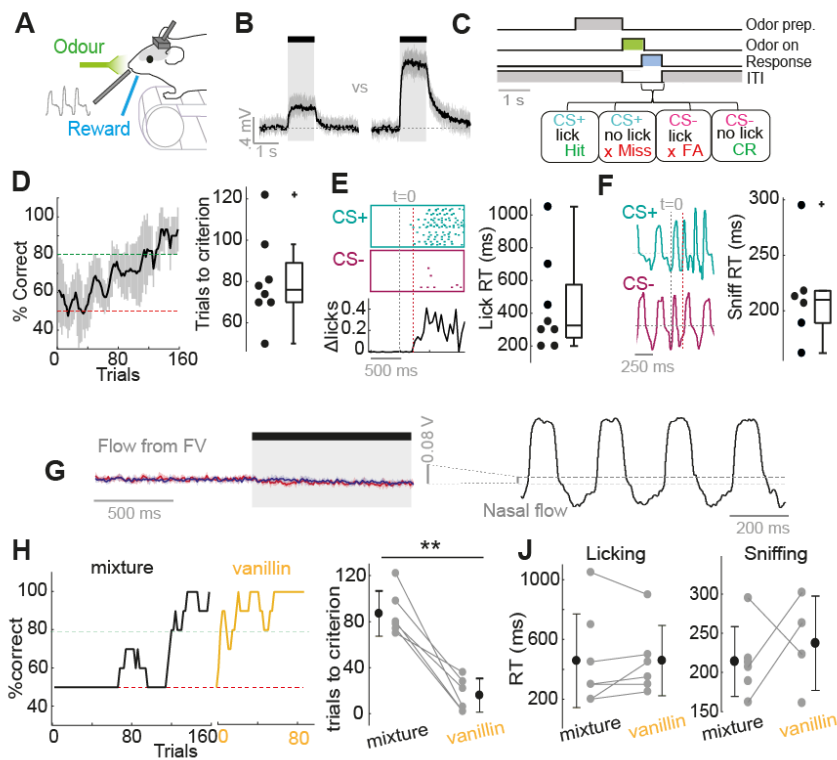 A
Odour
Reward
B
vs
4 mV
1 s
C
Odor prep.
Odor on
Response
ITI
1 s
CS+
lick
Hit
CS+
no lick
x Miss
CS-
lick
x FA
CS-
no lick
CR
D
% Correct
100
80
60
40
0
80
160
Trials
Trials to criterion
120
100
80
60
E
t=0
CS+
CS-
Δlicks
0.4
0.2
0
500 ms
Lick RT (ms)
1000
800
600
400
200
F
t=0
CS+
CS-
250 ms
Sniff RT (ms)
300
250
200
G
Flow from FV
500 ms
0.08 V
Nasal flow
200 ms
H
mixture
vanillin
%correct
100
80
60
0
80
160
0
80
Trials
**
trials to criterion
120
80
40
0
mixture
vanillin
J
Licking
RT (ms)
1000
600
200
mixture
vanillin
Sniffing
300
250
200
150
mixture
vanillin